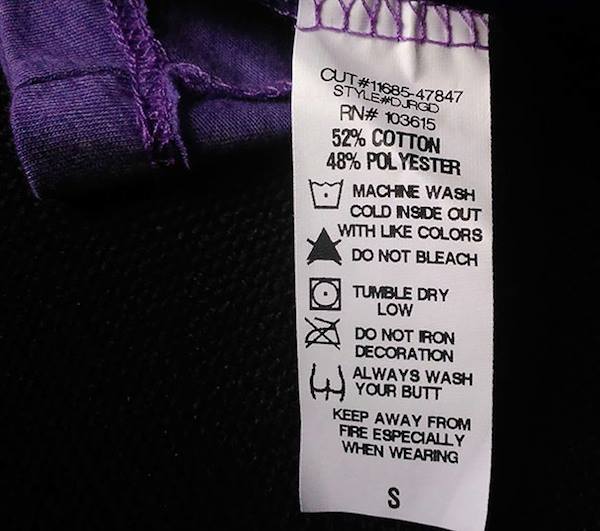 CUT#11685-47847
STYLE#DJRGD
RN# 103615
52% COTTON
48% POLYESTER
MACHINE WASH
COLD INSIDE OUT
WITH LIKE COLORS
DO NOT BLEACH
TUMBLE DRY
LOW
DO NOT IRON
DECORATION
ALWAYS WASH
YOUR BUTT
KEEP AWAY FROM
FIRE ESPECIALLY
WHEN WEARING
S